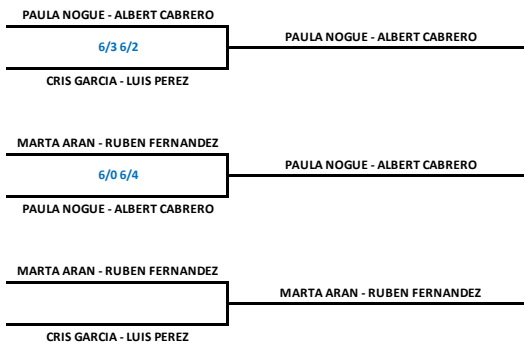 PAULA NOGUE - ALBERT CABRERO
PAULA NOGUE - ALBERT CABRERO
6/3 6/2
CRIS GARCIA - LUIS PEREZ
MARTA ARAN - RUBEN FERNANDEZ
PAULA NOGUE - ALBERT CABRERO
6/0 6/4
PAULA NOGUE - ALBERT CABRERO
MARTA ARAN - RUBEN FERNANDEZ
MARTA ARAN - RUBEN FERNANDEZ
CRIS GARCIA - LUIS PEREZ